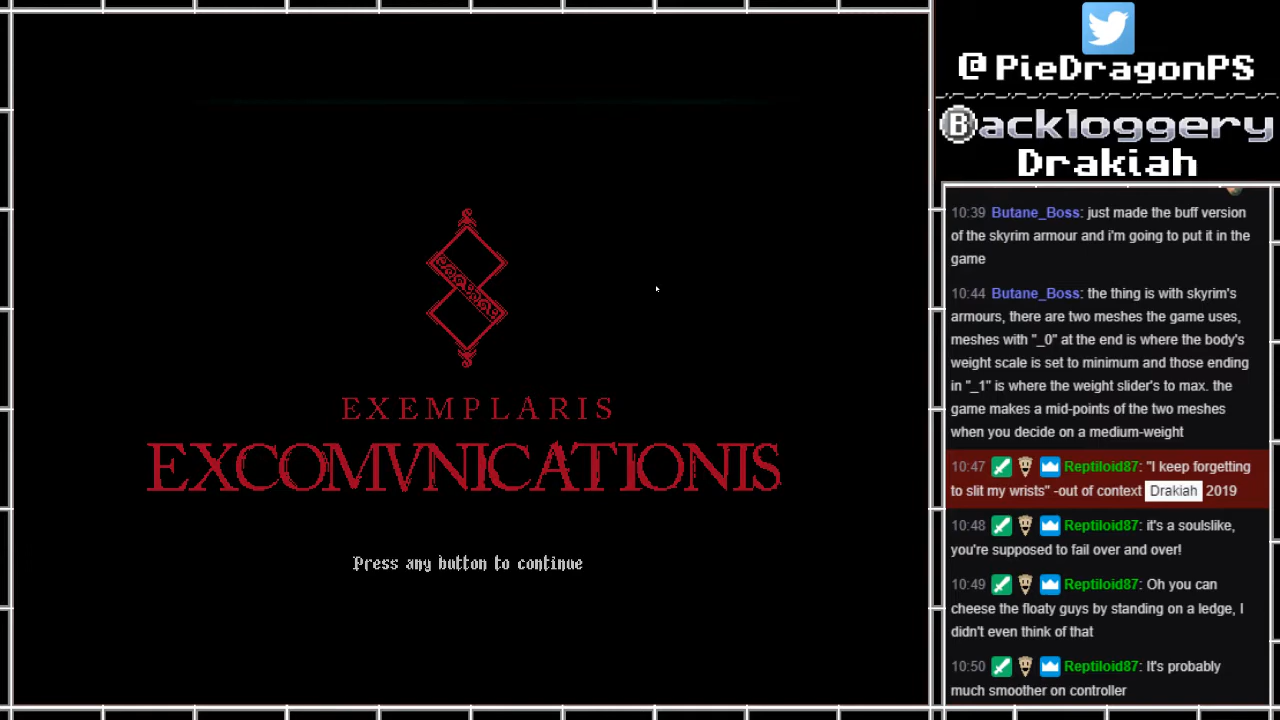 @PieDragonPS
Backloggery
Drakiah
EXEMPLARIS
EXCOMVNICATIONIS
Press any button to continue
10:39 Butane_Boss: just made the buff version
of the skyrim armour and i'm going to put it in the
game
10:44 Butane_Boss: the thing is with skyrim's
armours, there are two meshes the game uses,
meshes with "_0" at the end is where the body's
weight scale is set to minimum and those ending
in "_1" is where the weight slider's to max. the
game makes a mid-points of the two meshes
when you decide on a medium-weight
10:47 Reptiloid87: "I keep forgetting
to slit my wrists" -out of context Drakiah 2019
10:48 Reptiloid87: it's a soulslike,
you're supposed to fail over and over!
10:49 Reptiloid87: Oh you can
cheese the floaty guys by standing on a ledge, I
didn't even think of that
10:50 Reptiloid87: It's probably
much smoother on controller